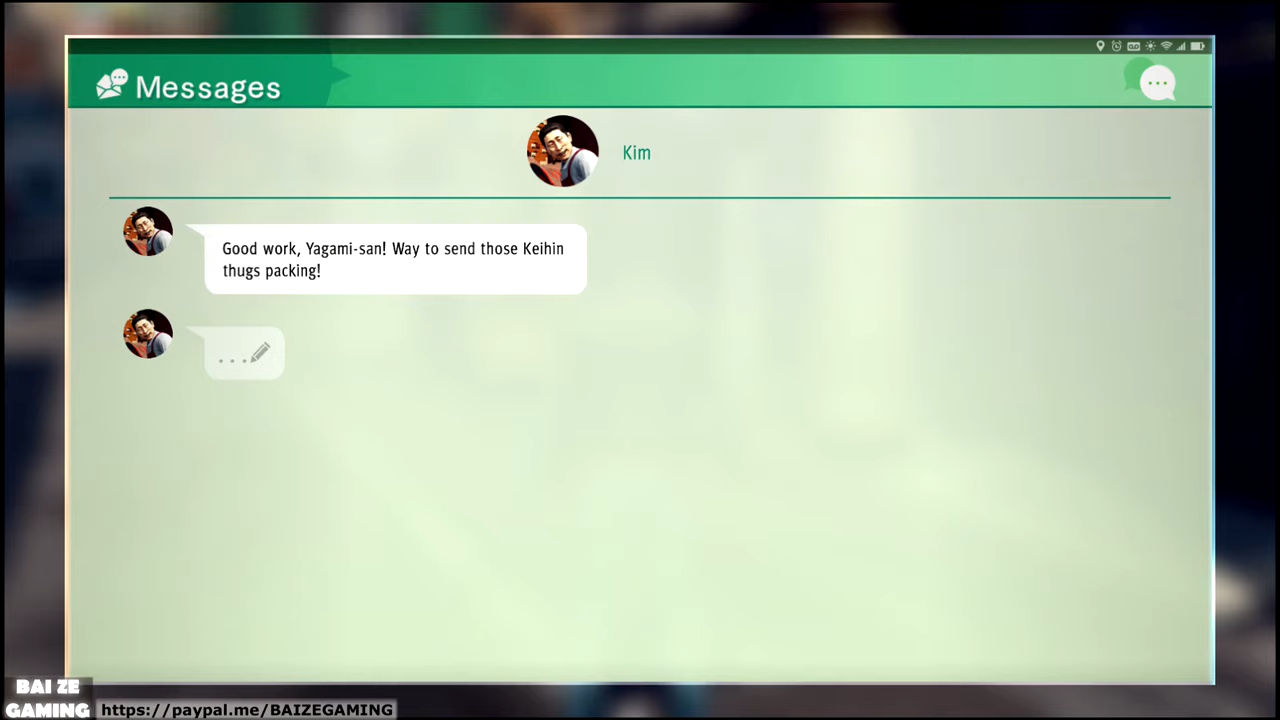 Messages
Kim
Good work, Yagami-san! Way to send those Keihin
thugs packing!
...
BAI ZE
GAMING
https://paypal.me/BAIZEGAMING